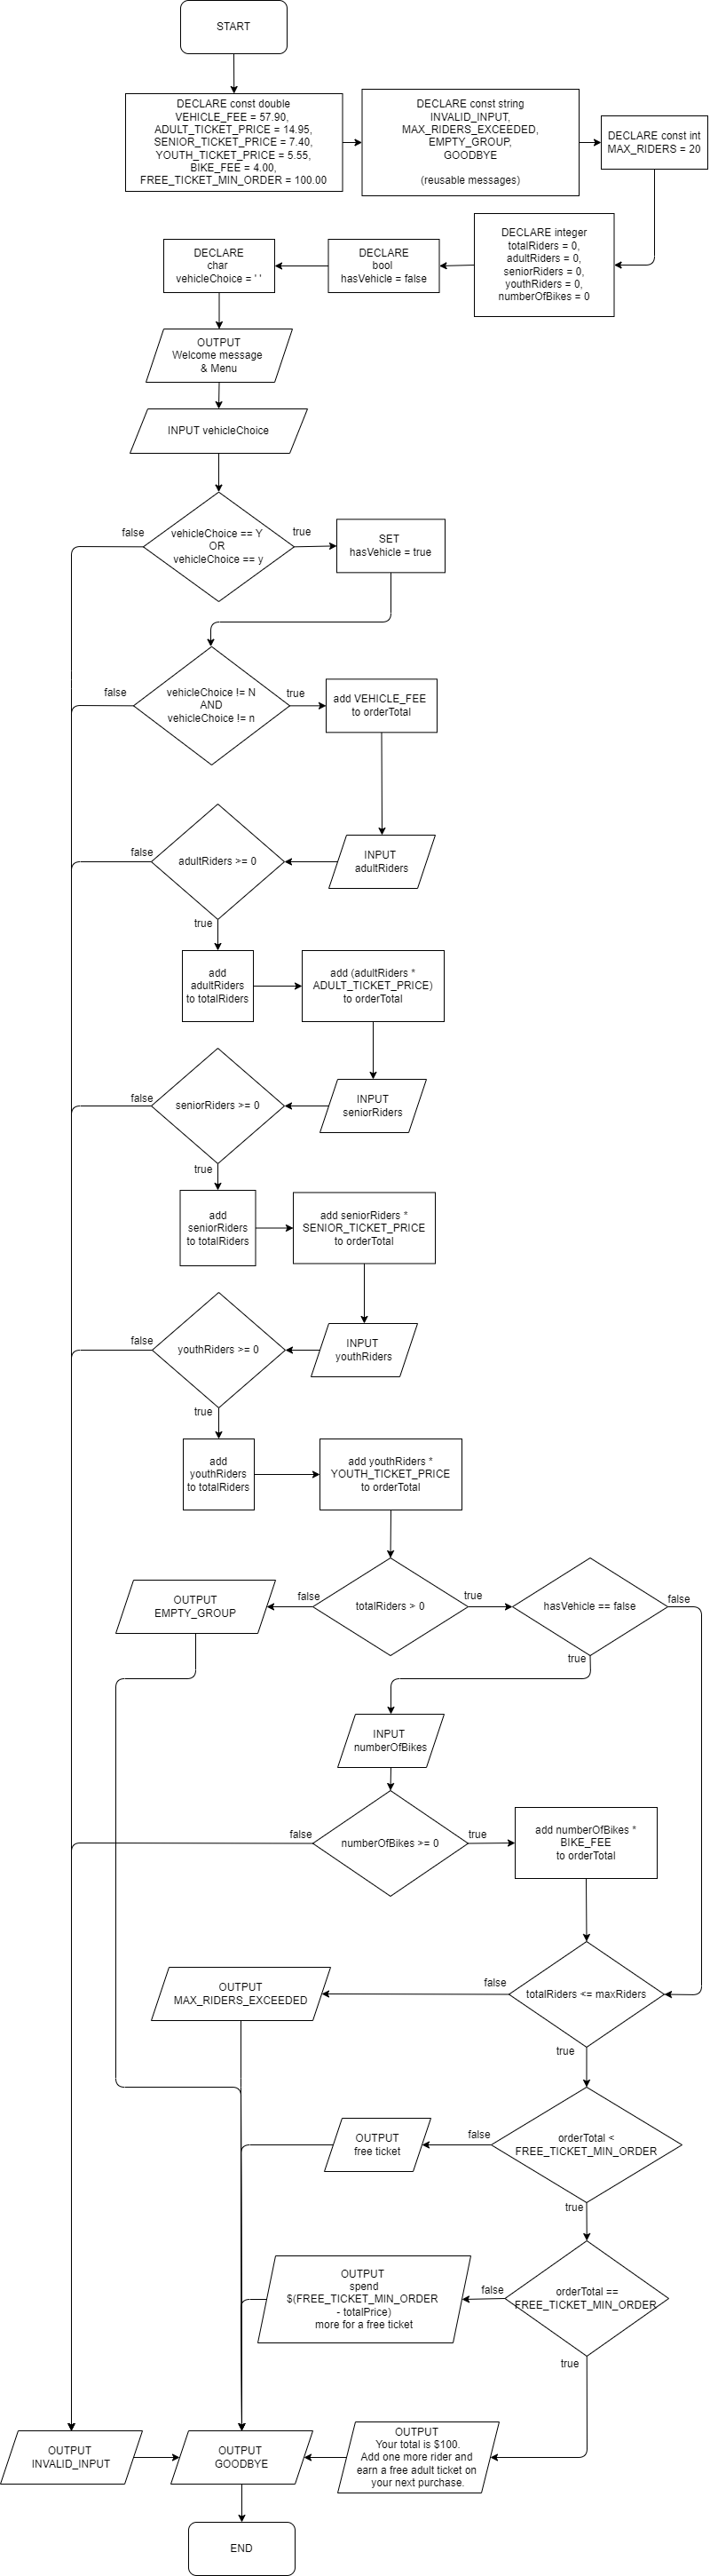 START
DECLARE const double
VEHICLE_FEE = 57.90,
ADULT_TICKET_PRICE = 14.95,
SENIOR_TICKET_PRICE = 7.40,
YOUTH_TICKET_PRICE = 5.55,
BIKE_FEE = 4.00,
FREE_TICKET_MIN_ORDER = 100.00
DECLARE const string
INVALID_INPUT,
MAX_RIDERS_EXCEEDED,
EMPTY_GROUP,
GOODBYE
(reusable messages)
DECLARE const int
MAX_RIDERS = 20
DECLARE integer
totalRiders = 0,
adultRiders = 0,
seniorRiders = 0,
youthRiders = 0,
numberOfBikes = 0
DECLARE
bool
hasVehicle = false
DECLARE
char
vehicleChoice = ' '
OUTPUT
Welcome message
& Menu
INPUT vehicleChoice
false
vehicleChoice == Y
OR
vehicleChoice == y
true
SET
hasVehicle = true
false
vehicleChoice != N
AND
vehicleChoice != n
true
add VEHICLE_FEE
to orderTotal
INPUT
adultRiders
false
adultRiders >= 0
true
add
adultRiders
to totalRiders
add (adultRiders *
ADULT_TICKET_PRICE)
to orderTotal
INPUT
seniorRiders
false
seniorRiders >= 0
true
add
seniorRiders
to totalRiders
add seniorRiders *
SENIOR_TICKET_PRICE
to orderTotal
INPUT
youthRiders
false
youthRiders >= 0
true
add
youthRiders
to totalRiders
add youthRiders *
YOUTH_TICKET_PRICE
to orderTotal
OUTPUT
EMPTY_GROUP
false
totalRiders > 0
true
hasVehicle == false
false
true
INPUT
numberOfBikes
false
numberOfBikes >= 0
true
add numberOfBikes *
BIKE_FEE
to orderTotal
OUTPUT
MAX_RIDERS_EXCEEDED
false
totalRiders <= maxRiders
true
OUTPUT
free ticket
false
orderTotal <
FREE_TICKET_MIN_ORDER
true
OUTPUT
spend
$(FREE_TICKET_MIN_ORDER
- totalPrice)
more for a free ticket
false
orderTotal ==
FREE_TICKET_MIN_ORDER
true
OUTPUT
INVALID_INPUT
OUTPUT
GOODBYE
OUTPUT
Your total is $100.
Add one more rider and
earn a free adult ticket on
your next purchase.
END